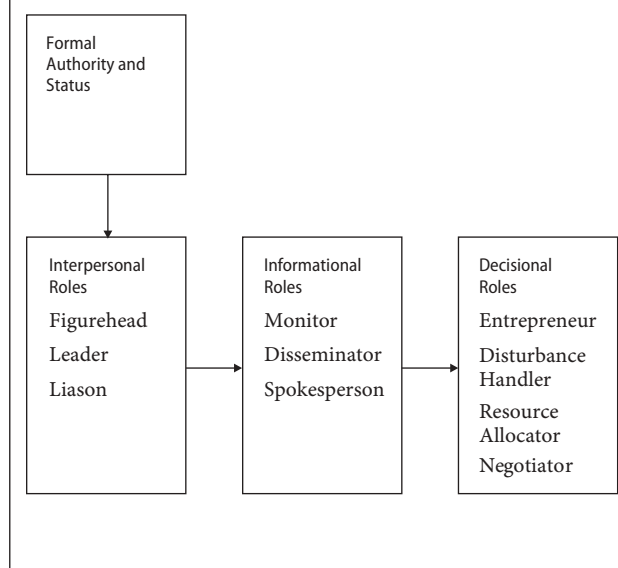 Formal
Authority and
Status
Interpersonal
Roles
Figurehead
Leader
Liason
Informational
Roles
Monitor
Disseminator
Spokesperson
Decisional
Roles
Entrepreneur
Disturbance
Handler
Resource
Allocator
Negotiator